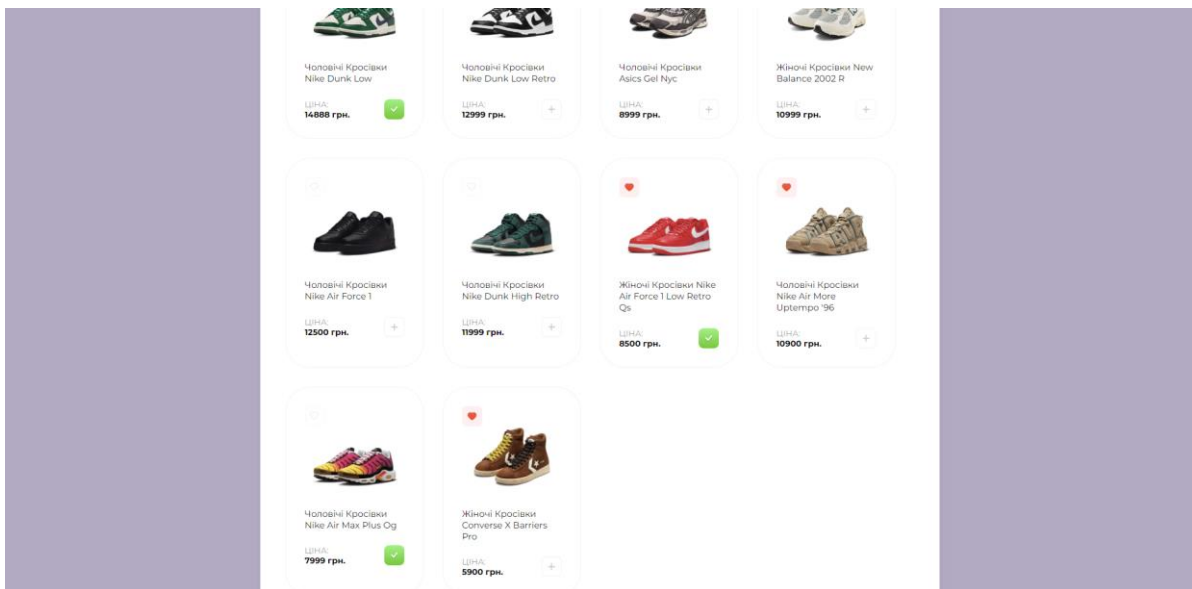 Чоловічі Кросівки
Nike Dunk Low
ЦІНА:
14888 грн.
Чоловічі Кросівки
Nike Dunk Low Retro
ЦІНА:
12999 грн.
Чоловічі Кросівки
Asics Gel Nyc
ЦІНА:
8999 грн.
Жіночі Кросівки New
Balance 2002 R
ЦІНА:
10999 грн.
Чоловічі Кросівки
Nike Air Force 1
ЦІНА:
12500 грн.
Чоловічі Кросівки
Nike Dunk High Retro
ЦІНА:
11999 грн.
Жіночі Кросівки Nike
Air Force 1 Low Retro
Qs
ЦІНА:
8500 грн.
Чоловічі Кросівки
Nike Air More
Uptempo '96
ЦІНА:
10900 грн.
Чоловічі Кросівки
Nike Air Max Plus Og
ЦІНА:
7999 грн.
Жіночі Кросівки
Converse X Barriers
Pro
ЦІНА:
5900 грн.